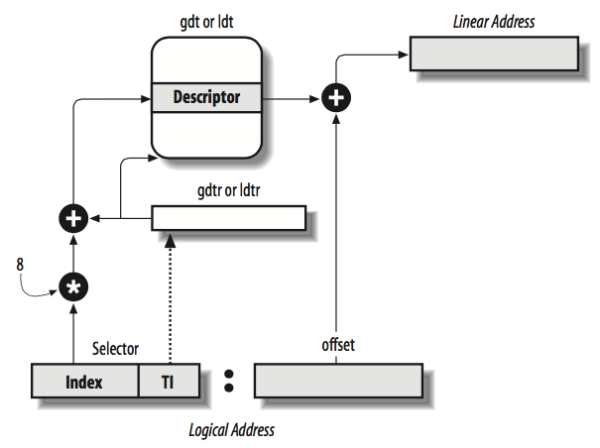 gdt or ldt
Linear Address
Descriptor
+
gdtr or ldtr
+
8
*
Selector
offset
Index
TI
:
Logical Address